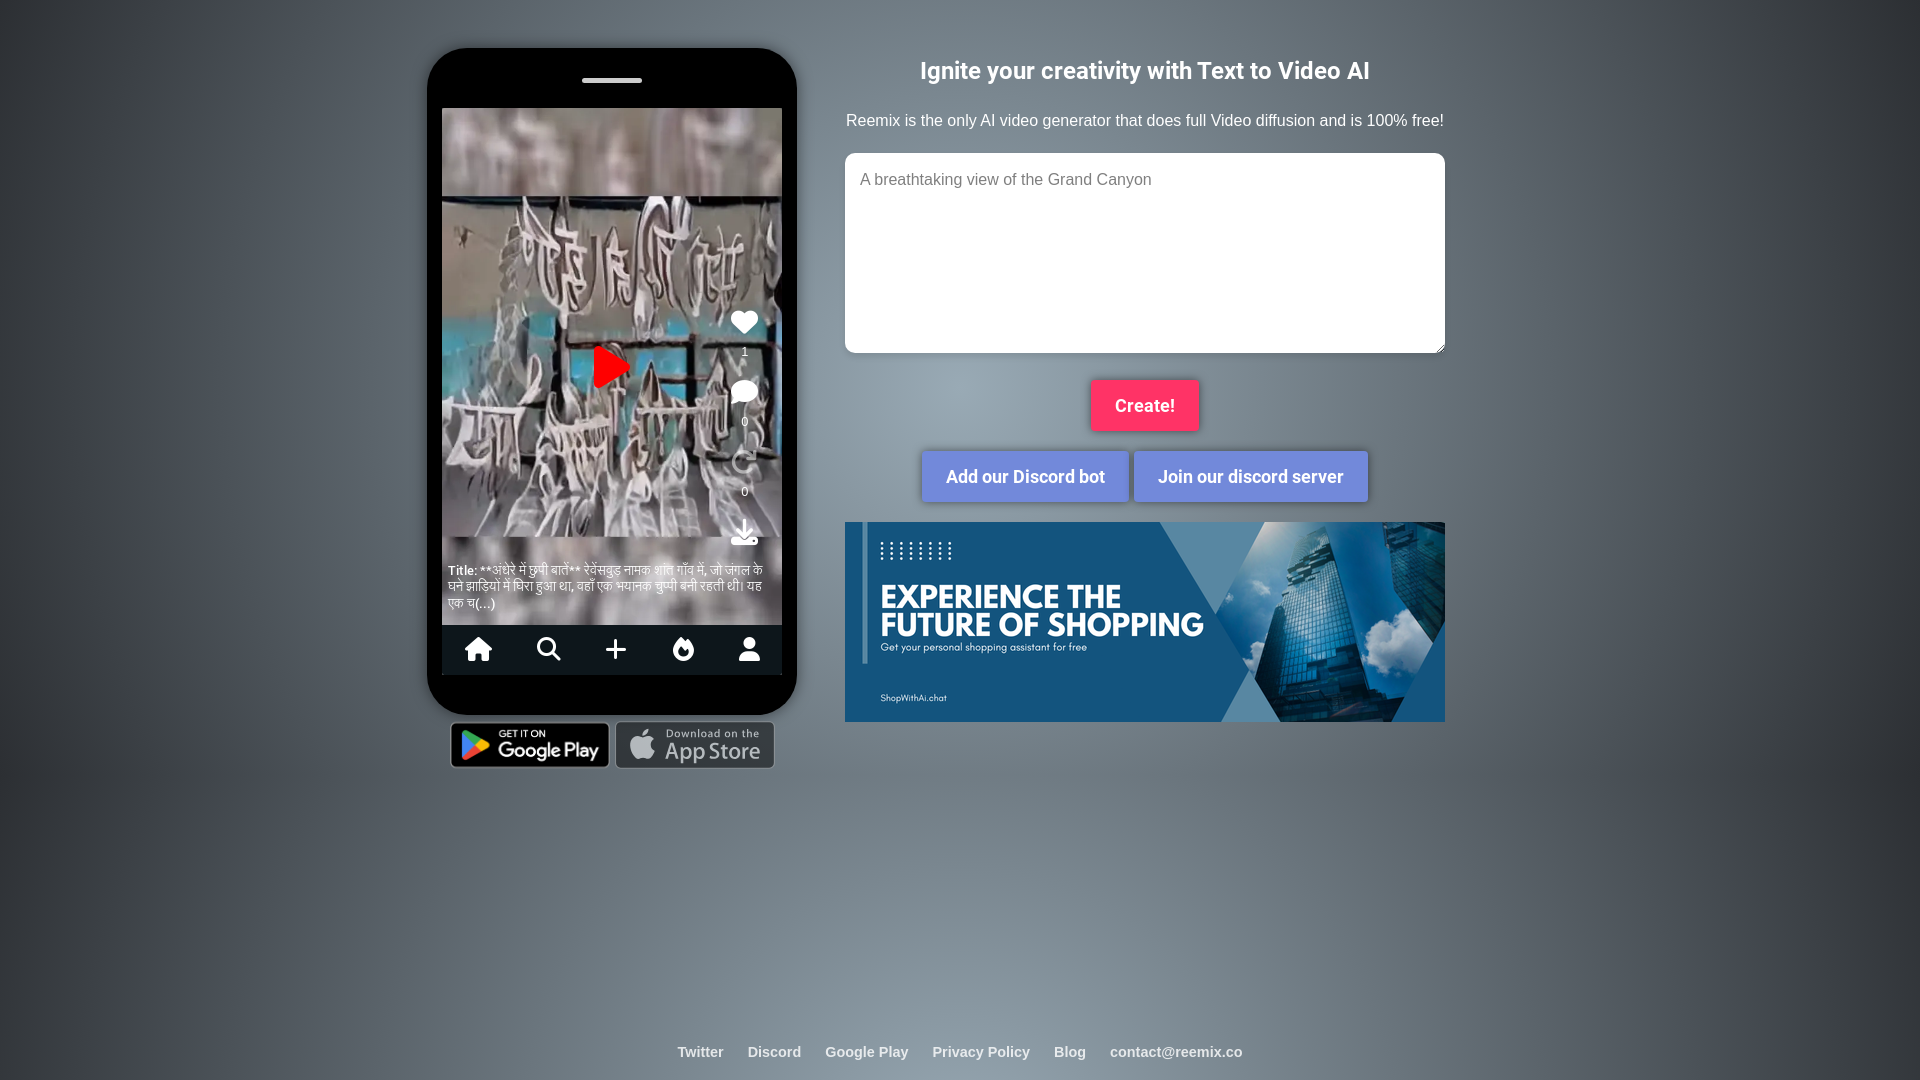 Ignite your creativity with Text to Video AI
Reemix is the only AI video generator that does full Video diffusion and is 100% free!
A breathtaking view of the Grand Canyon
Create!
Add our Discord bot
Join our discord server
1
0
0
Title: **अंधेरे में छुपी बातें** रेवेंसवुड नामक शांत गाँव में, जो जंगल के
घने झाड़ियों में घिरा हुआ था, वहाँ एक भयानक चुप्पी बनी रहती थी। यह
एक च(...)
GET IT ON
Google Play
Download on the
App Store
EXPERIENCE THE
FUTURE OF SHOPPING
Get your personal shopping assistant for free
ShopWithAi.chat
Twitter
Discord
Google Play
Privacy Policy
Blog
contact@reemix.co